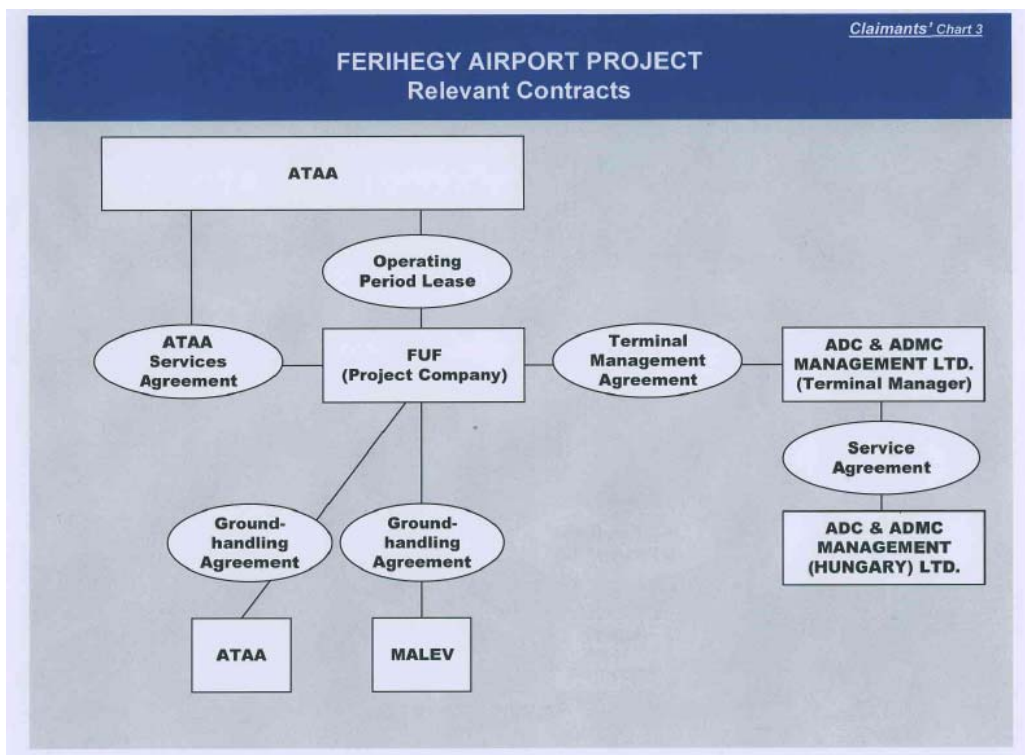 Claimants' Chart 3
FERIHEGY AIRPORT PROJECT
Relevant Contracts
ATAA
Operating
Period Lease
ATAA
Services
Agreement
FUF
(Project Company)
Terminal
Management
Agreement
ADC & ADMC
MANAGEMENT LTD.
(Terminal Manager)
Service
Agreement
Ground-
handling
Agreement
Ground-
handling
Agreement
ADC & ADMC
MANAGEMENT
(HUNGARY) LTD.
ATAA
MALEV